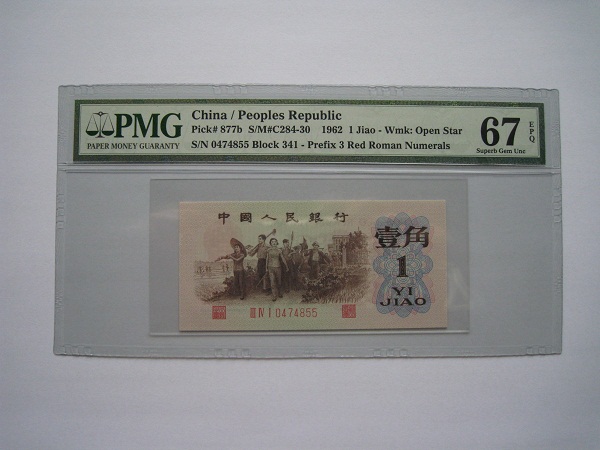 PMG
PAPER MONEY GUARANTY
China / Peoples Republic
Pick# 877b S/M#C284-30 1962 1 Jiao - Wmk: Open Star
S/N 0474855 Block 341 - Prefix 3 Red Roman Numerals
67 EPQ
Superb Gem Unc
中國人民銀行
壹角
1
YI
JIAO
III IV I 0474855